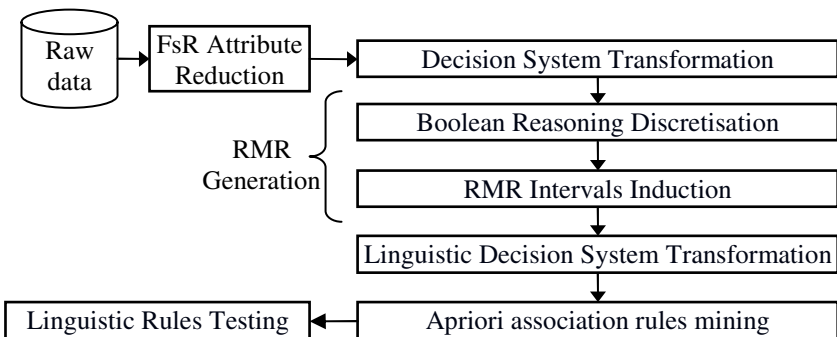 Raw
data
FsR Attribute
Reduction
Decision System Transformation
RMR
Generation
Boolean Reasoning Discretisation
RMR Intervals Induction
Linguistic Decision System Transformation
Apriori association rules mining
Linguistic Rules Testing